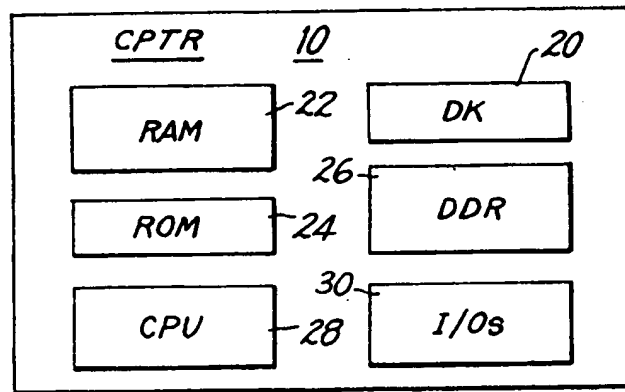 CPTR 10
20
RAM 22
DK
26
ROM 24
DDR
30
CPU 28
I/Os